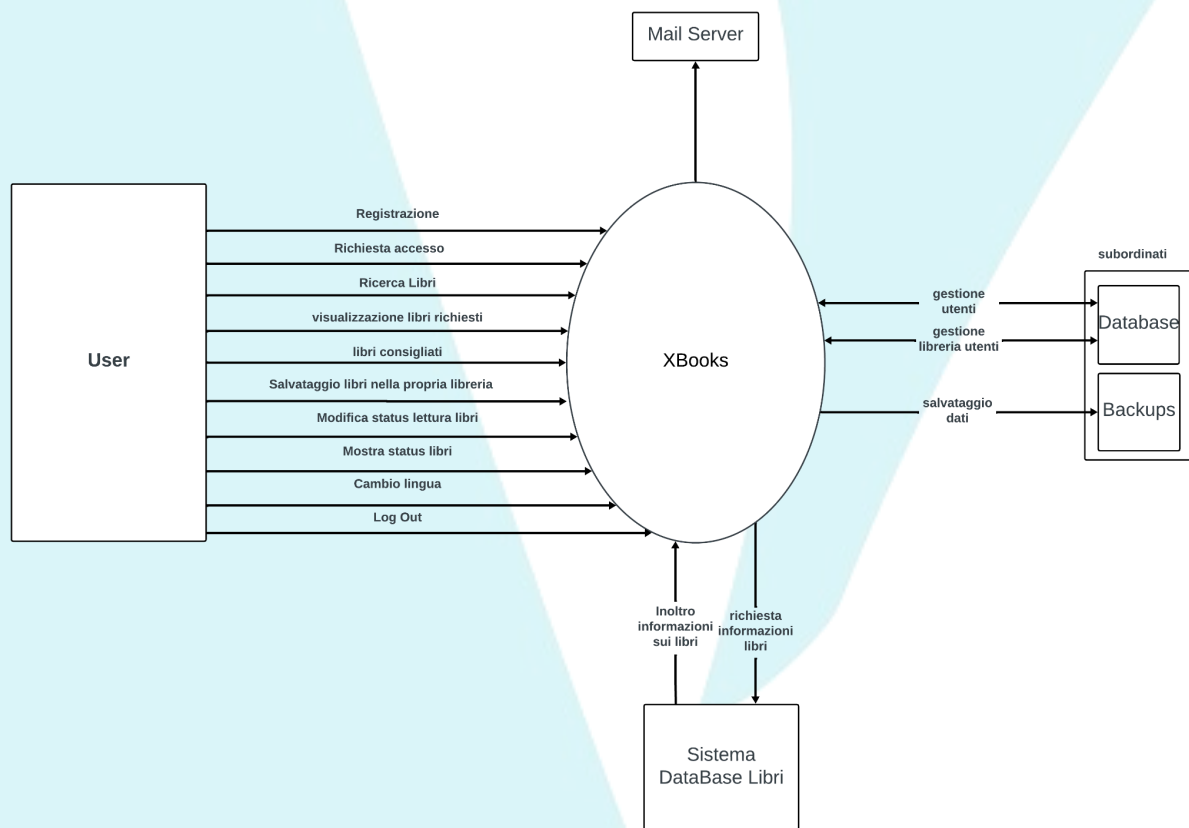 Mail Server
Registrazione
Richiesta accesso
Ricerca Libri
visualizzazione libri richiesti
libri consigliati
Salvataggio libri nella propria libreria
Modifica status lettura libri
Mostra status libri
Cambio lingua
Log Out
User
XBooks
subordinati
gestione
utenti
gestione
libreria utenti
salvataggio
dati
Database
Backups
Inoltro
informazioni
sui libri
richiesta
informazioni
libri
Sistema
DataBase Libri